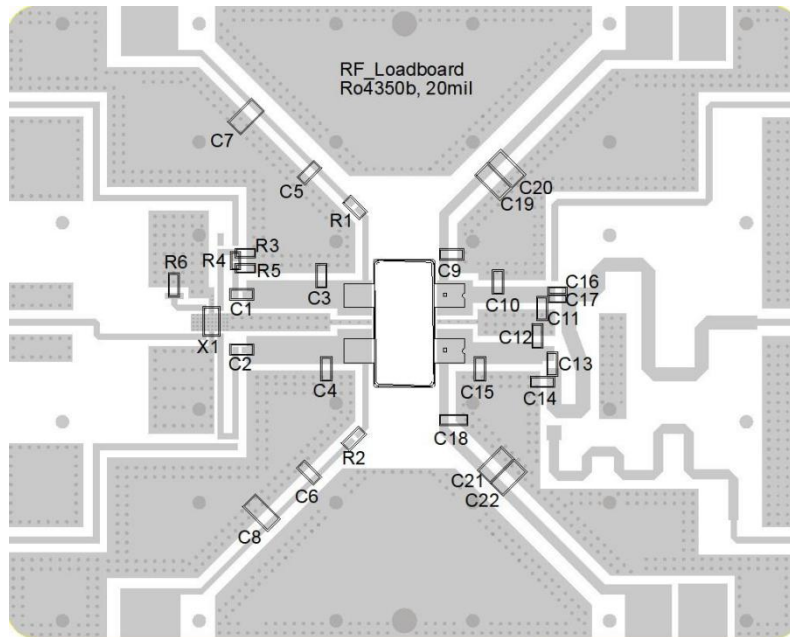 RF_Loadboard
Ro4350b, 20mil
C7
C5
C20
C19
R1
R3
R4
R6
R5
C9
C3
C10
C16
C17
C1
C11
C12
X1
C2
C4
C15
C13
C14
C18
R2
C6
C21
C22
C8